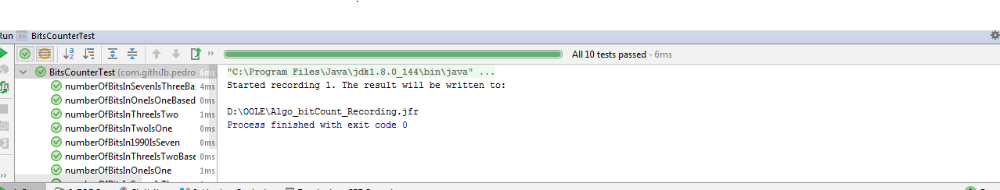 Run BitsCounterTest
All 10 tests passed - 6ms
BitsCounterTest (com.github.pedro 6ms
numberOfBitsInSevenIsThreeBa 4ms
numberOfBitsInOneIsOneBased 0ms
numberOfBitsInThreeIsTwo 1ms
numberOfBitsInTwoIsOne 0ms
numberOfBitsIn1990IsSeven 0ms
numberOfBitsInThreeIsTwoBase 0ms
numberOfBitsInOneIsOne 1ms
"C:\Program Files\Java\jdk1.8.0_144\bin\java" ...
Started recording 1. The result will be written to:
D:\OOLE\Algo_bitCount_Recording.jfr
Process finished with exit code 0